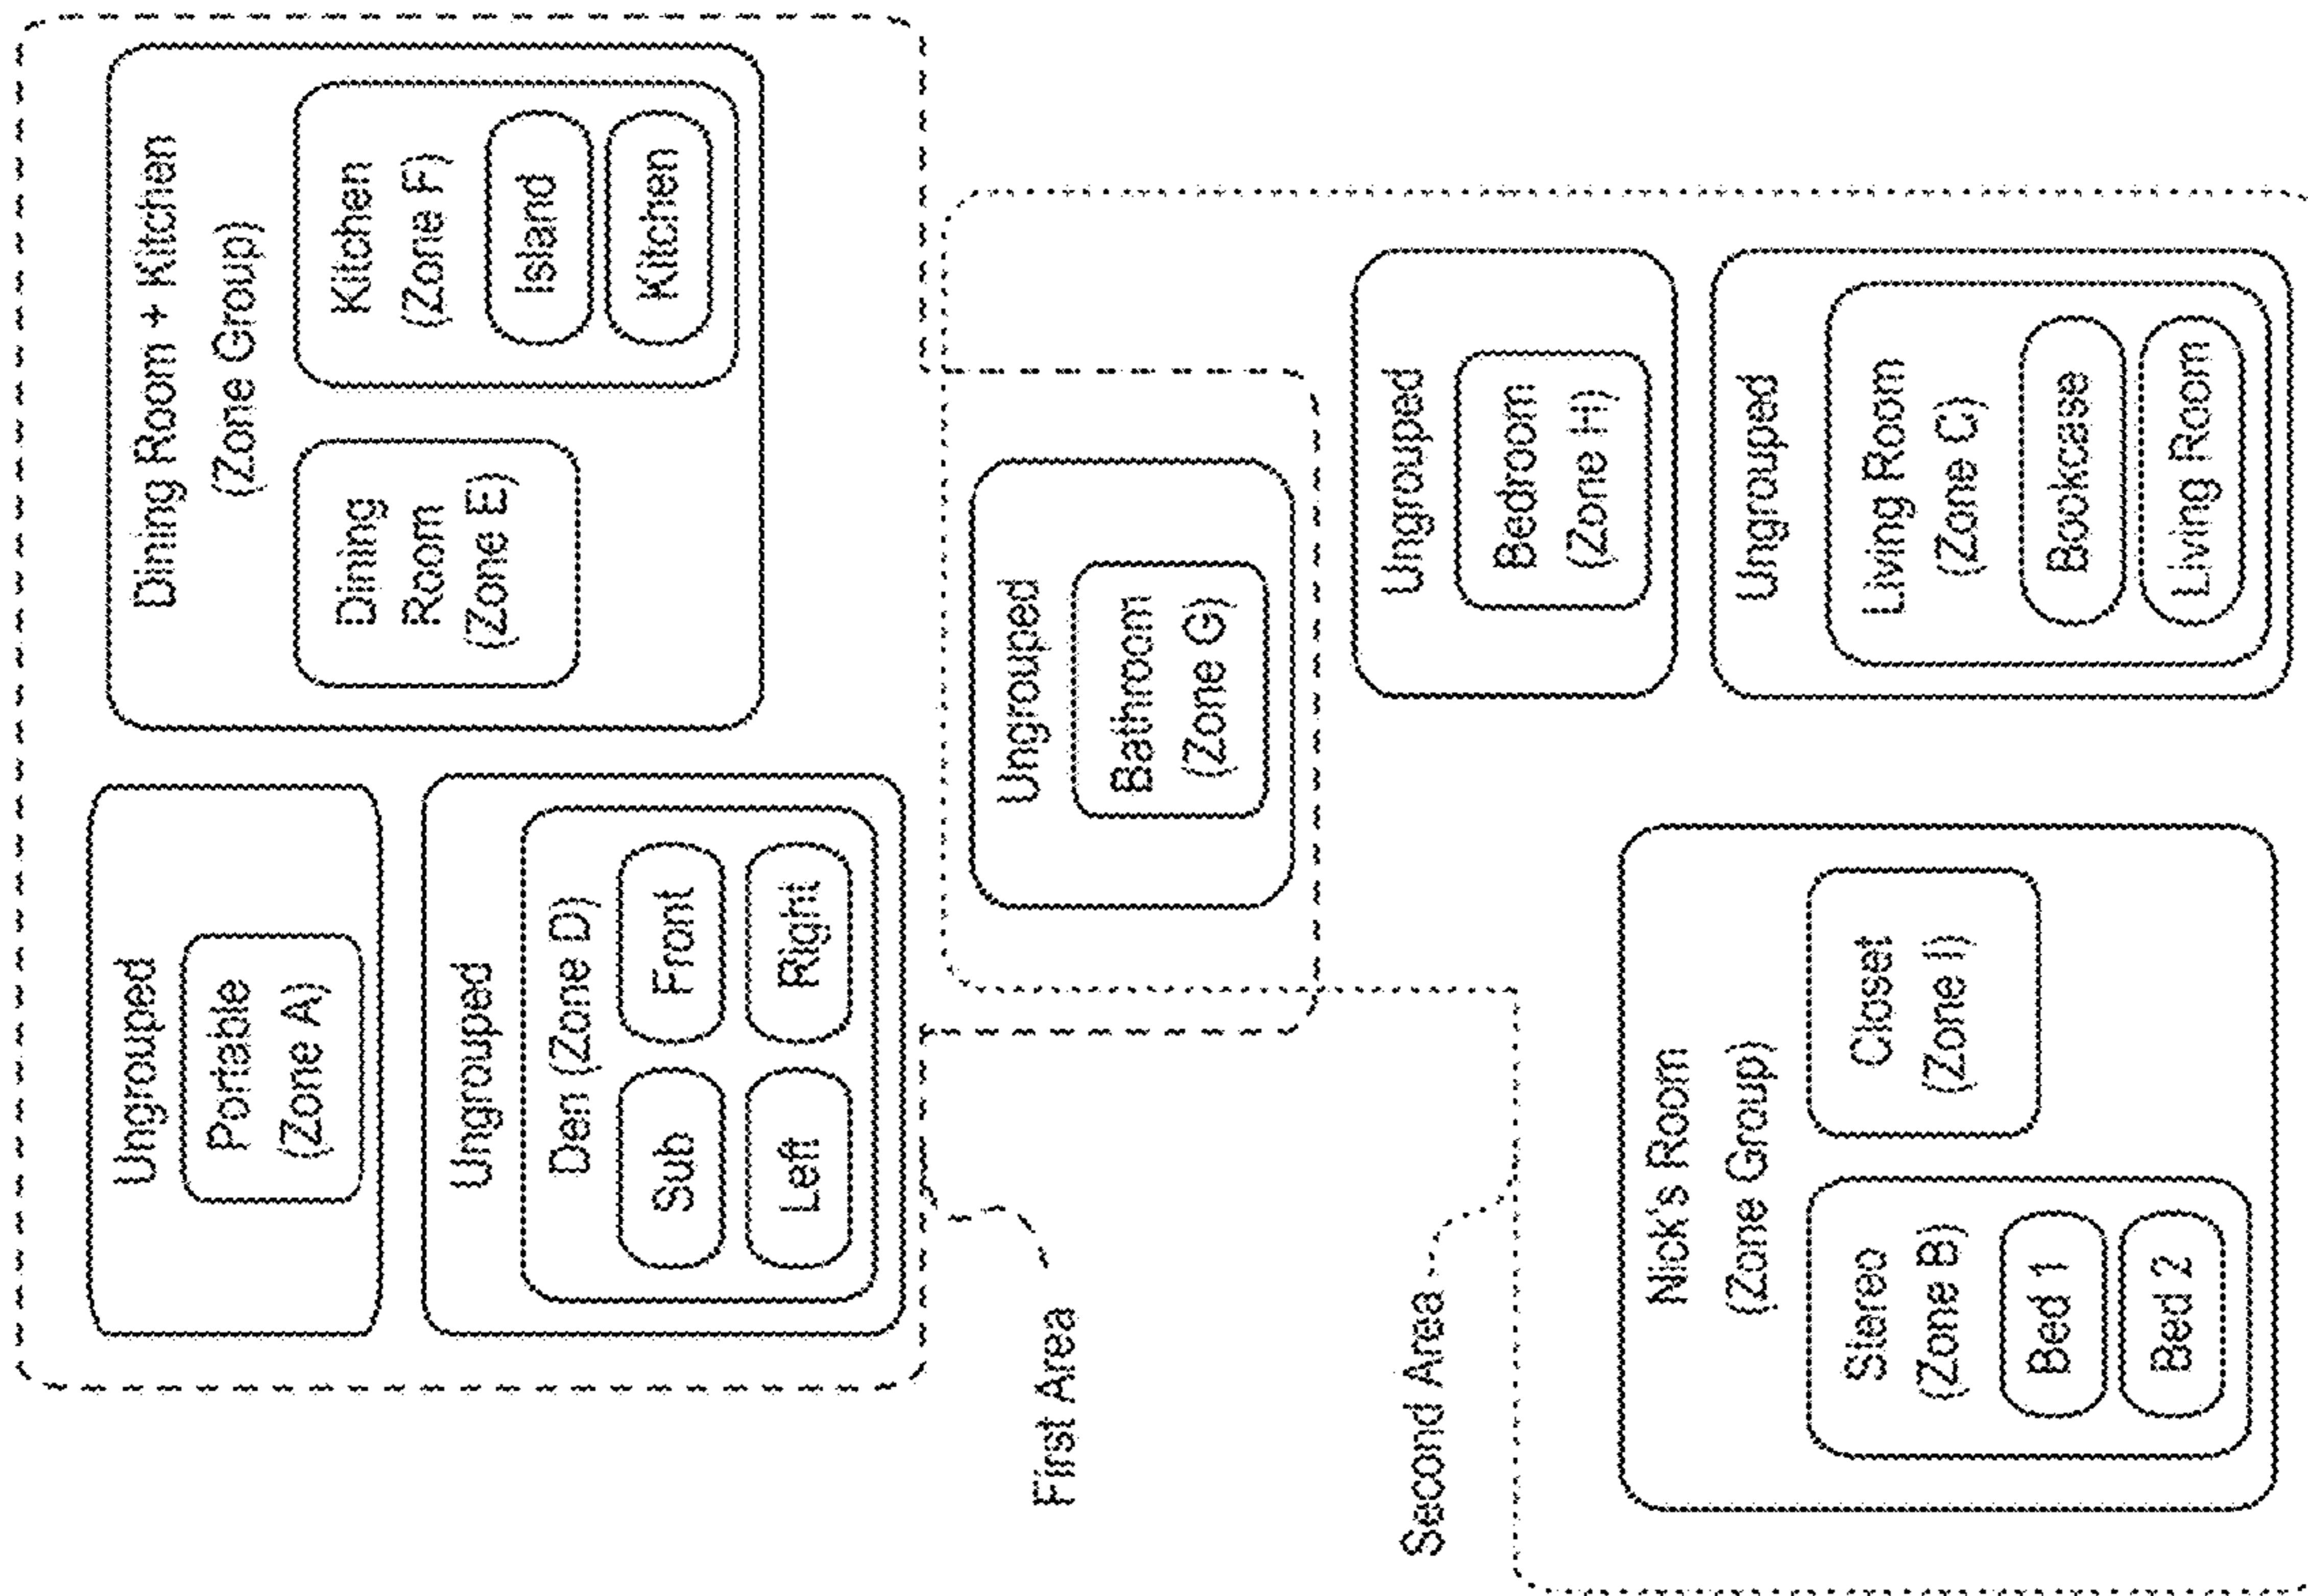 Ungrouped
Portable
(Zone A)
Dining Room + Kitchen
(Zone Group)
Dining
Room
(Zone E)
Kitchen
(Zone F)
Island
Kitchen
Ungrouped
Den (Zone D)
Sub
Front
Left
Right
First Area
Ungrouped
Bathroom
(Zone G)
Second Area
Ungrouped
Bedroom
(Zone H)
Nick's Room
(Zone Group)
Stereo
(Zone B)
Bed 1
Bed 2
Closet
(Zone I)
Ungrouped
Living Room
(Zone C)
Bookcase
Living Room